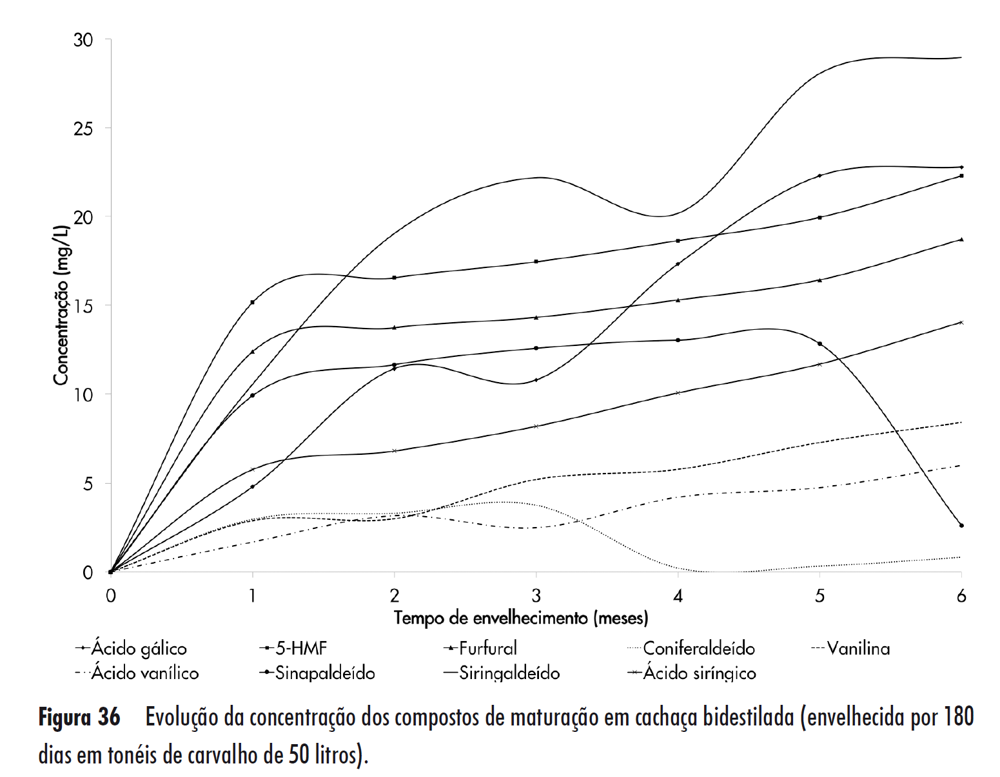 30
25
20
15
10
5
0
Concentração (mg/L)
0 1 2 3 4 5 6
Tempo de envelhecimento (meses)
Ácido gálico 5-HMF Furfural Coniferaldeído Vanilina
Ácido vanílico Sinapaldeído Siringaldeído Ácido siríngico
Figura 36 Evolução da concentração dos compostos de maturação em cachaça bidestilada (envelhecida por 180
dias em tonéis de carvalho de 50 litros).